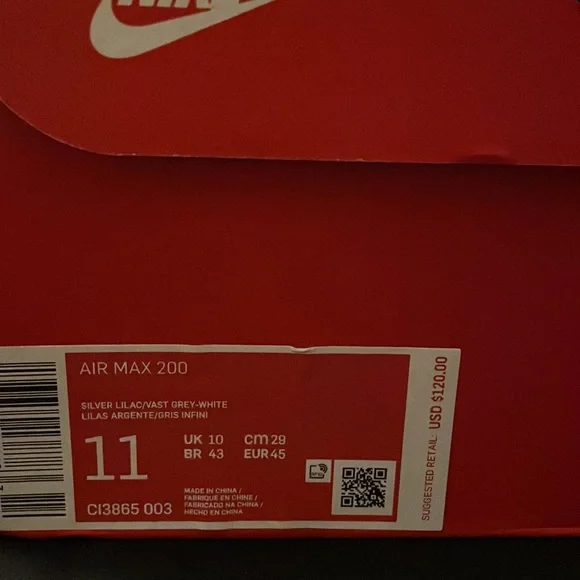 NIKE
AIR MAX 200
SILVER LILAC/VAST GREY-WHITE
LILAS ARGENTE/GRIS INFINI
11
UK 10 CM 29
BR 43 EUR 45
MADE IN CHINA /
FABRIQUE EN CHINE /
FABRICADO NA CHINA /
HECHO EN CHINA
CI3865 003
SUGGESTED RETAIL: USD $120.00